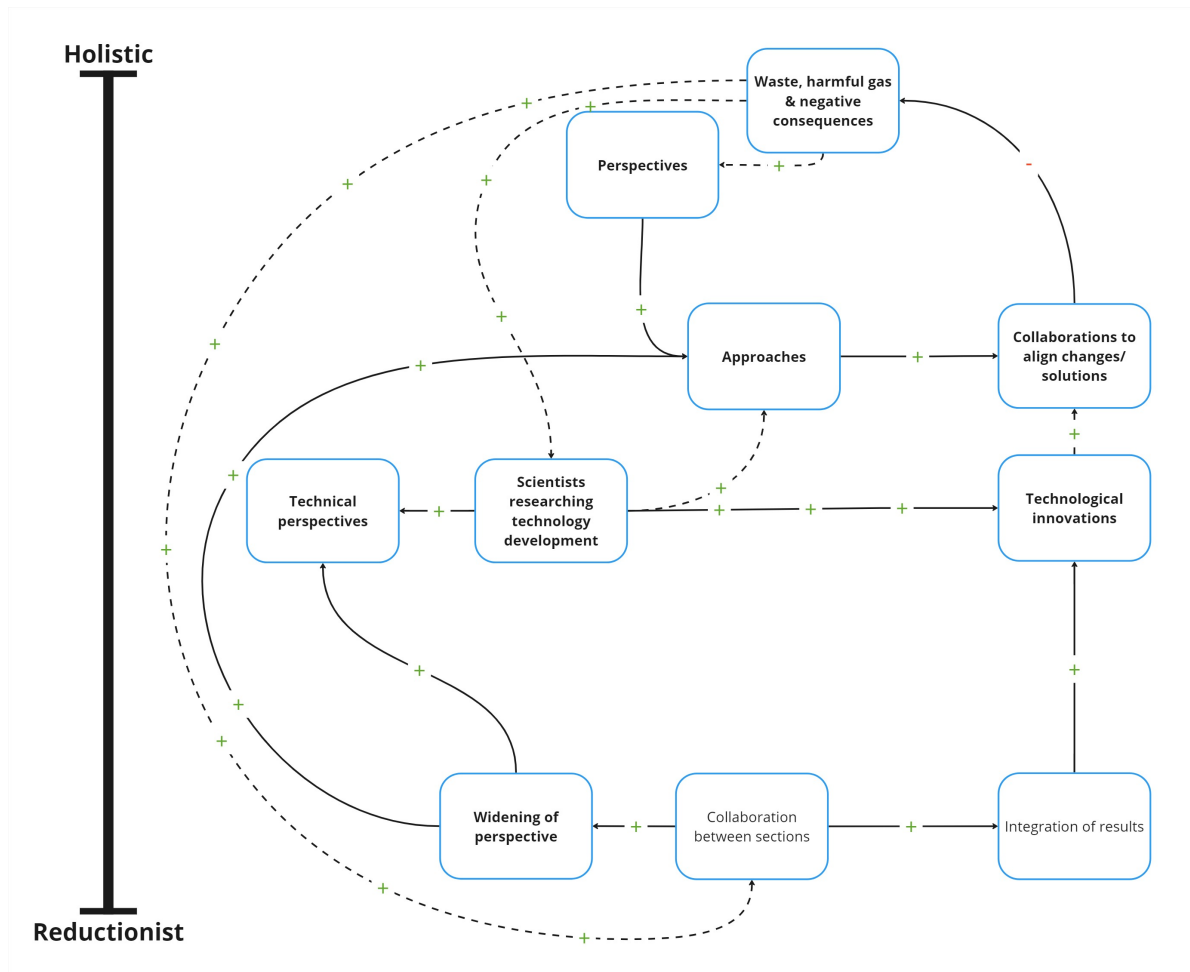 Holistic
Waste, harmful gas
& negative
consequences
+
+
Perspectives
+
-
+
+
+
+
+
Approaches
+
Collaborations to
align changes/
solutions
+
+
+
Technical
perspectives
+
Scientists
researching
technology
development
+
+
+
+
Technological
innovations
+
+
+
+
+
Widening of
perspective
+
Collaboration
between sections
+
Integration of results
+
+
Reductionist